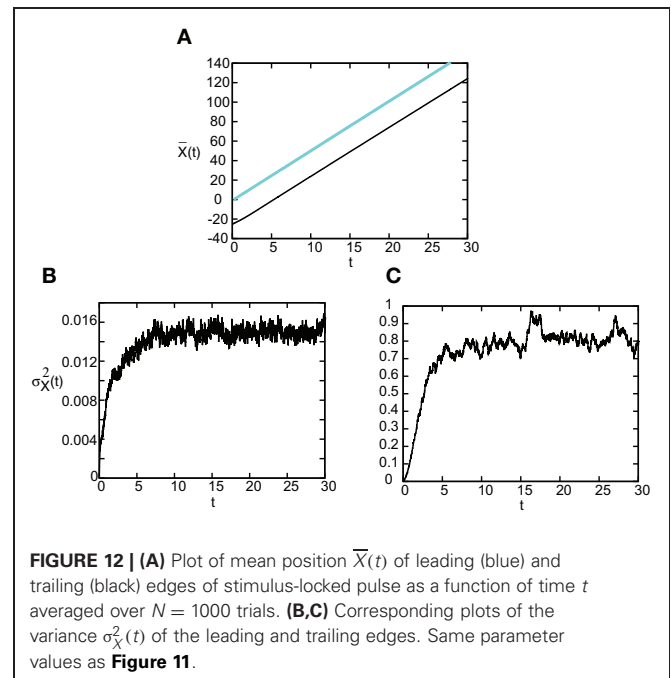 A
140
120
100
80
60
40
20
0
-20
-40
X̄(t)
0 5 10 15 20 25 30
t
B
0.016
0.012
0.008
0.004
0
σ²X(t)
0 5 10 15 20 25 30
t
C
1
0.9
0.8
0.7
0.6
0.5
0.4
0.3
0.2
0.1
0
0 5 10 15 20 25 30
t
FIGURE 12 | (A) Plot of mean position X̄(t) of leading (blue) and
trailing (black) edges of stimulus-locked pulse as a function of time t
averaged over N = 1000 trials. (B,C) Corresponding plots of the
variance σ²X(t) of the leading and trailing edges. Same parameter
values as Figure 11.